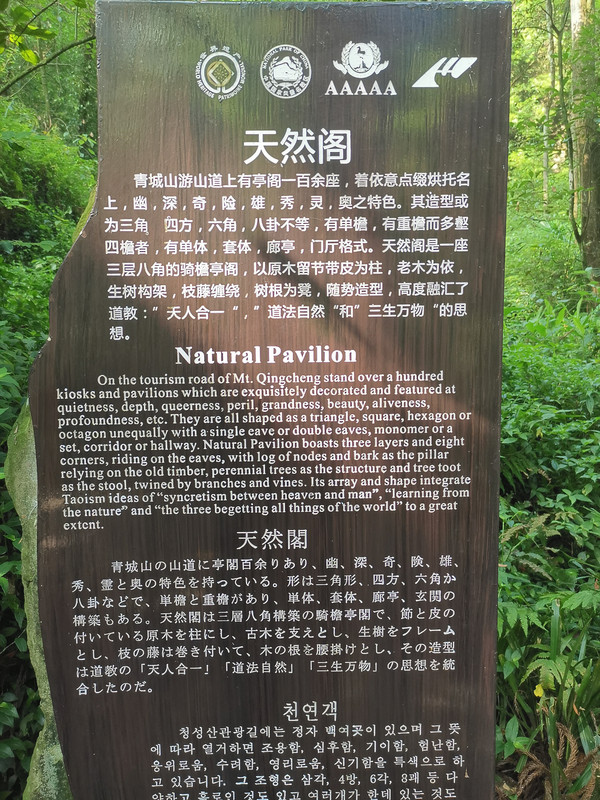 AAAAA
天然阁
青城山游山道上有亭阁一百余座，着依意点缀烘托名
上，幽，深，奇，险，雄，秀，灵，奥之特色。其造型或
为三角 四方，六角，八卦不等，有单檐，有重檐而多壑
四檐者，有单体，套体，廊亭，门厅格式。天然阁是一座
三层八角的骑檐亭阁，以原木留节带皮为柱，老木为依，
生树构架，枝藤缠绕，树根为凳，随势造型，高度融汇了
道教：”天人合一“，”道法自然“和”三生万物“的思
想。
Natural Pavilion
On the tourism road of Mt. Qingcheng stand over a hundred
kiosks and pavilions which are exquisitely decorated and featured at
quietness, depth, queerness, peril, grandness, beauty, aliveness,
profoundness, etc. They are all shaped as a triangle, square, hexagon or
octagon unequally with a single eave or double eaves, monomer or a
set, corridor or hallway. Natural Pavilion boasts three layers and eight
corners, riding on the eaves, with log of nodes and bark as the pillar
relying on the old timber, perennial trees as the structure and tree toot
as the stool, twined by branches and vines. Its array and shape integrate
Taoism ideas of “syncretism between heaven and man”, “learning from
the nature” and “the three begetting all things of the world” to a great
extent.
天然閣
青城山の山道に亭閣百余りあり、幽、深、奇、険、雄、
秀、霊と奥の特色を持っている。形は三角形、四方、六角か
八卦などで、単檐と重檐があり、単体、套体、廊亭、玄関の
構築もある。天然閣は三層八角構築の騎檐亭閣で、節と皮の
付いている原木を柱にし、古木を支えとし、生樹をフレーム
とし、枝の藤は巻き付いて、木の根を腰掛けとし、その造型
は道教の「天人合一」「道法自然」「三生万物」の思想を統
合したのだ。
천연객
청성산관광길에는 정자 백여곳이 있으며 그 뜻
에 따라 열거하면 조용함, 심후함, 기이함, 험난함,
웅위로움, 수려함, 영리로움, 신기함을 특색으로 하
고 있습니다. 그 조형은 삼각, 4방, 6각, 8괘 등 다
양하고 홀로인 것도 있고 여러개가 한데 있는 것도